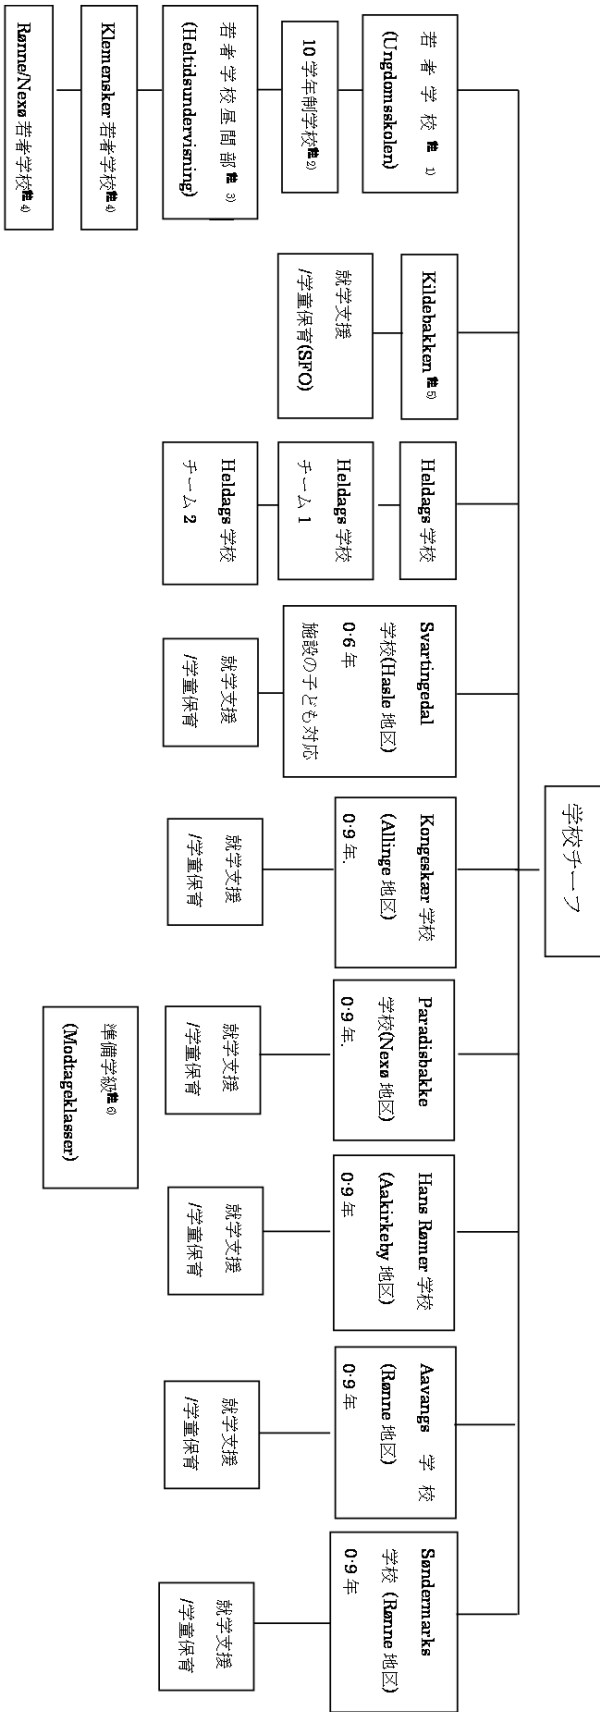 学校チーフ
若者学校 註 1)
(Ungdomsskolen)
10 学年制学校註2)
若者学校昼間部 註 3)
(Heltidsundervisning)
Klemensker 若者学校註4)
Rønne/Nexø 若者学校註4)
Kildebakken 註5)
就学支援
/学童保育(SFO)
Heldags 学校
Heldags 学校
チーム 1
Heldags 学校
チーム 2
Svartingedal
学校(Hasle 地区)
0-6 年
施設の子ども対応
就学支援
/学童保育
Kongeskær 学校
(Allinge 地区)
0-9 年.
就学支援
/学童保育
Paradisbakke
学校(Nexø 地区)
0-9 年.
就学支援
/学童保育
準備学級註6)
(Modtageklasser)
Hans Rømer 学校
(Aakirkeby 地区)
0-9 年
就学支援
/学童保育
Aavangs 学校
(Rønne 地区)
0-9 年
就学支援
/学童保育
Søndermarks
学校 (Rønne 地区)
0-9 年
就学支援
/学童保育